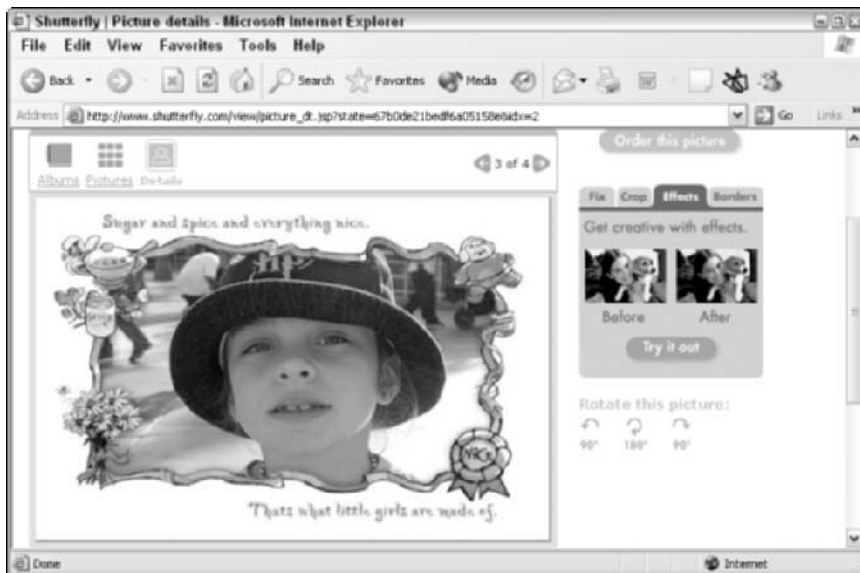 Shutterfly | Picture details - Microsoft Internet Explorer
File Edit View Favorites Tools Help
Back Search Favorites Media
Address http://www.shutterfly.com/view/picture_dt.jsp?state=67b0de21bedf6a05158e&idx=2 Go Links »
Order this picture
Albums Pictures Details 3 of 4
Fix Crop Effects Borders
Sugar and spice and everything nice.
Get creative with effects.
Before After
Try it out
Rotate this picture:
90° 180° 90°
Thats what little girls are made of.
Done Internet